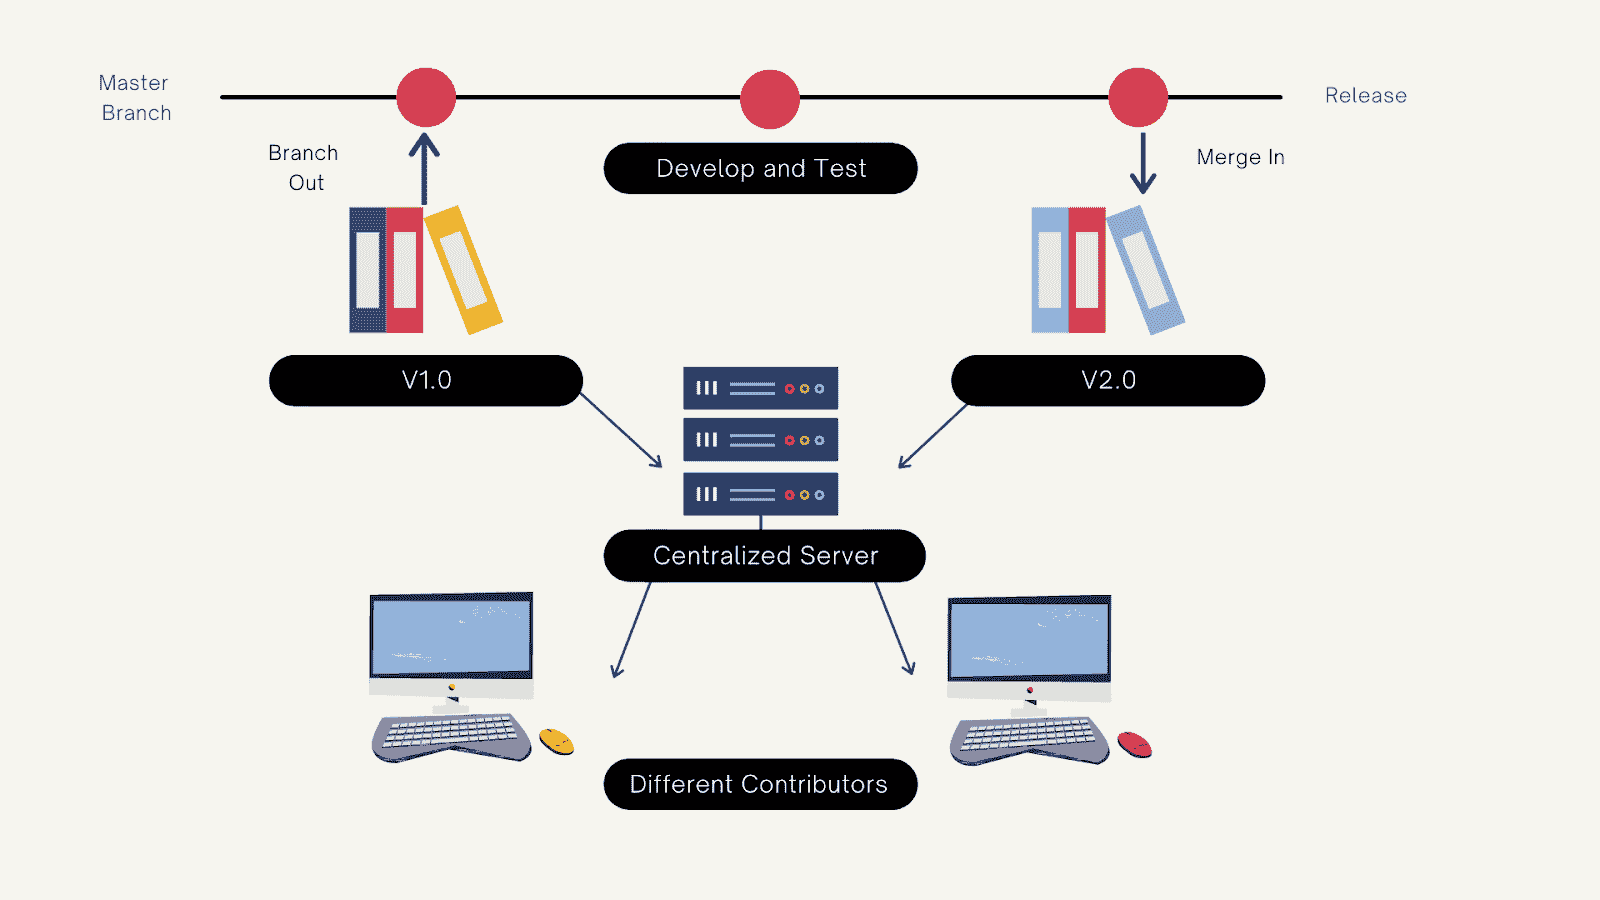 Master
Branch
Release
Branch
Out
Develop and Test
Merge In
V1.0
V2.0
Centralized Server
Different Contributors